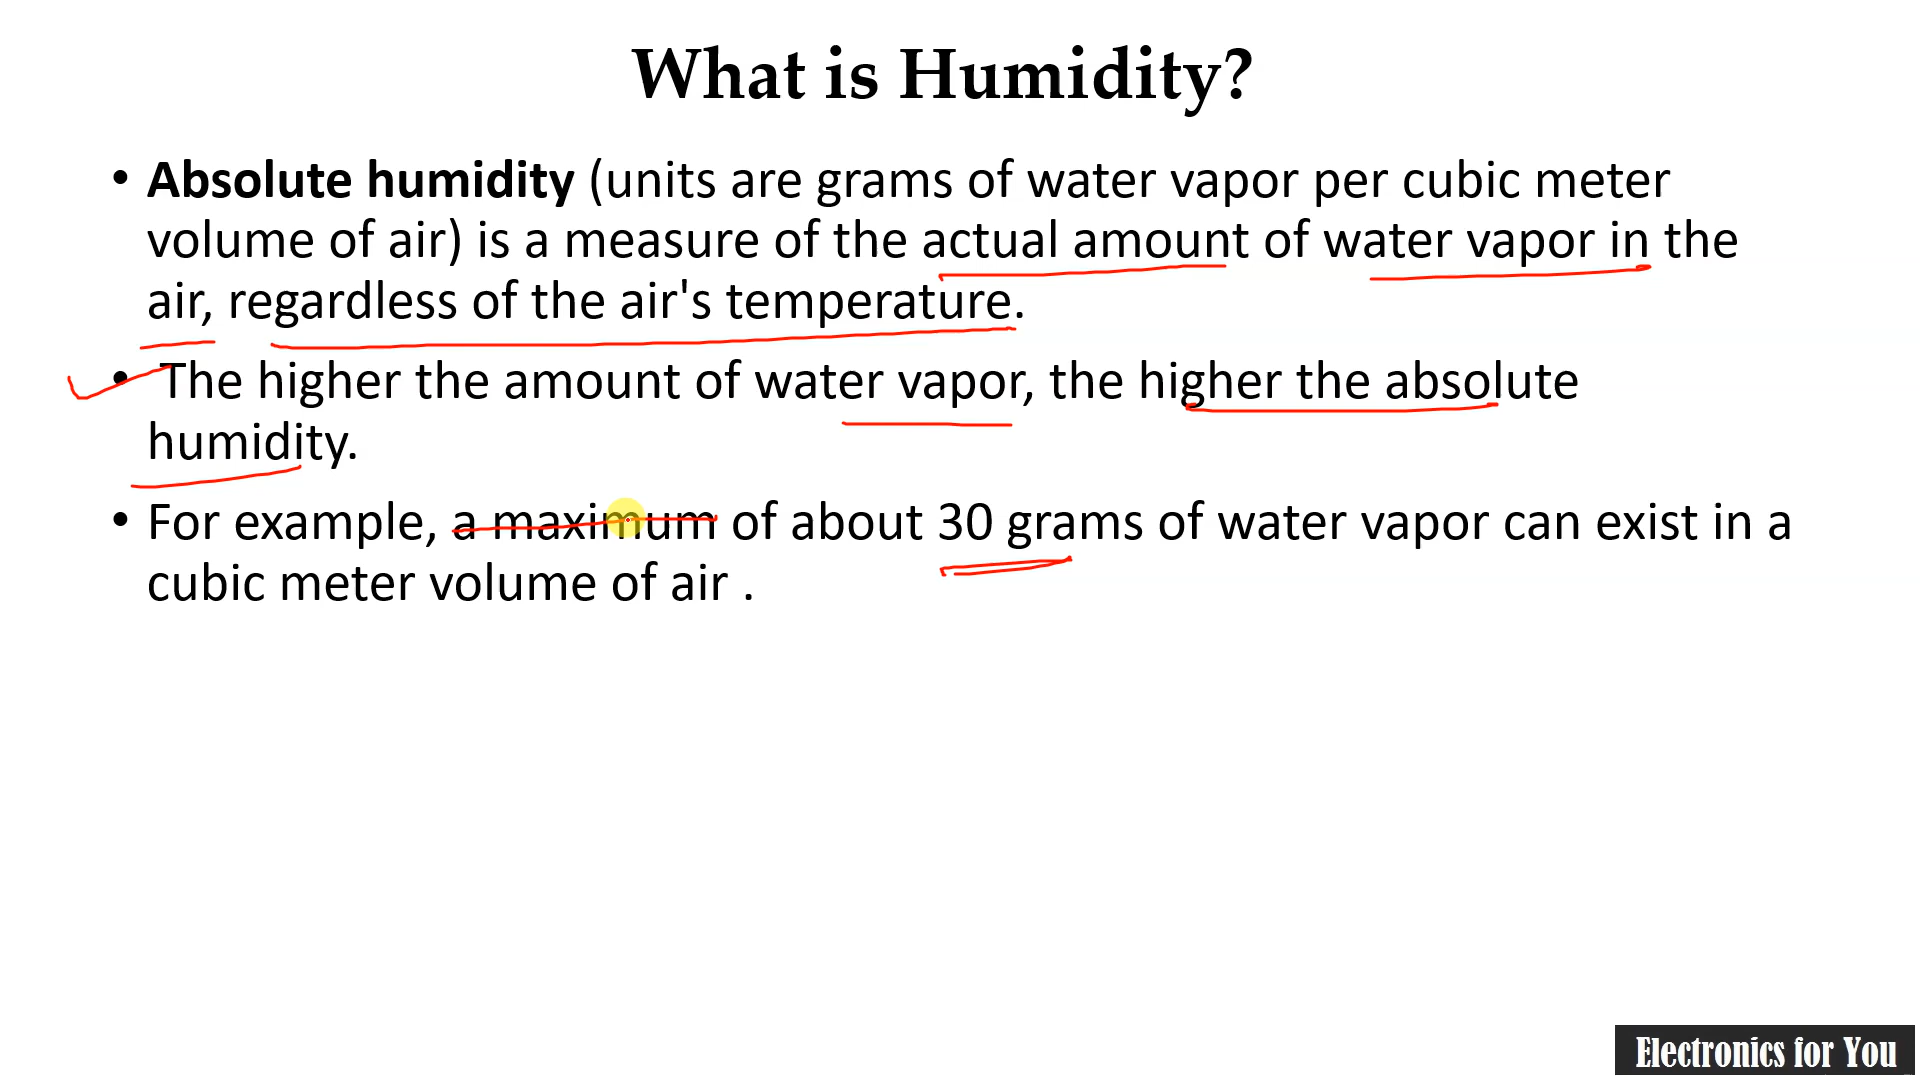 What is Humidity?
• Absolute humidity (units are grams of water vapor per cubic meter
volume of air) is a measure of the actual amount of water vapor in the
air, regardless of the air's temperature.
• The higher the amount of water vapor, the higher the absolute
humidity.
• For example, a maximum of about 30 grams of water vapor can exist in a
cubic meter volume of air .
Electronics for You